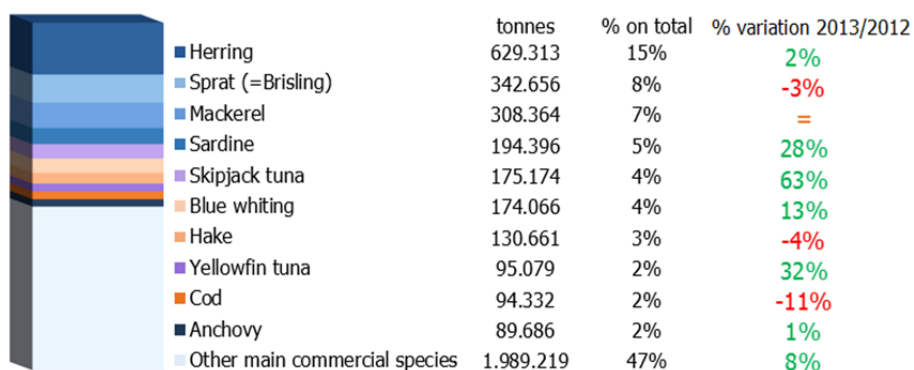 tonnes % on total % variation 2013/2012
Herring 629.313 15% 2%
Sprat (=Brisling) 342.656 8% -3%
Mackerel 308.364 7% =
Sardine 194.396 5% 28%
Skipjack tuna 175.174 4% 63%
Blue whiting 174.066 4% 13%
Hake 130.661 3% -4%
Yellowfin tuna 95.079 2% 32%
Cod 94.332 2% -11%
Anchovy 89.686 2% 1%
Other main commercial species 1.989.219 47% 8%